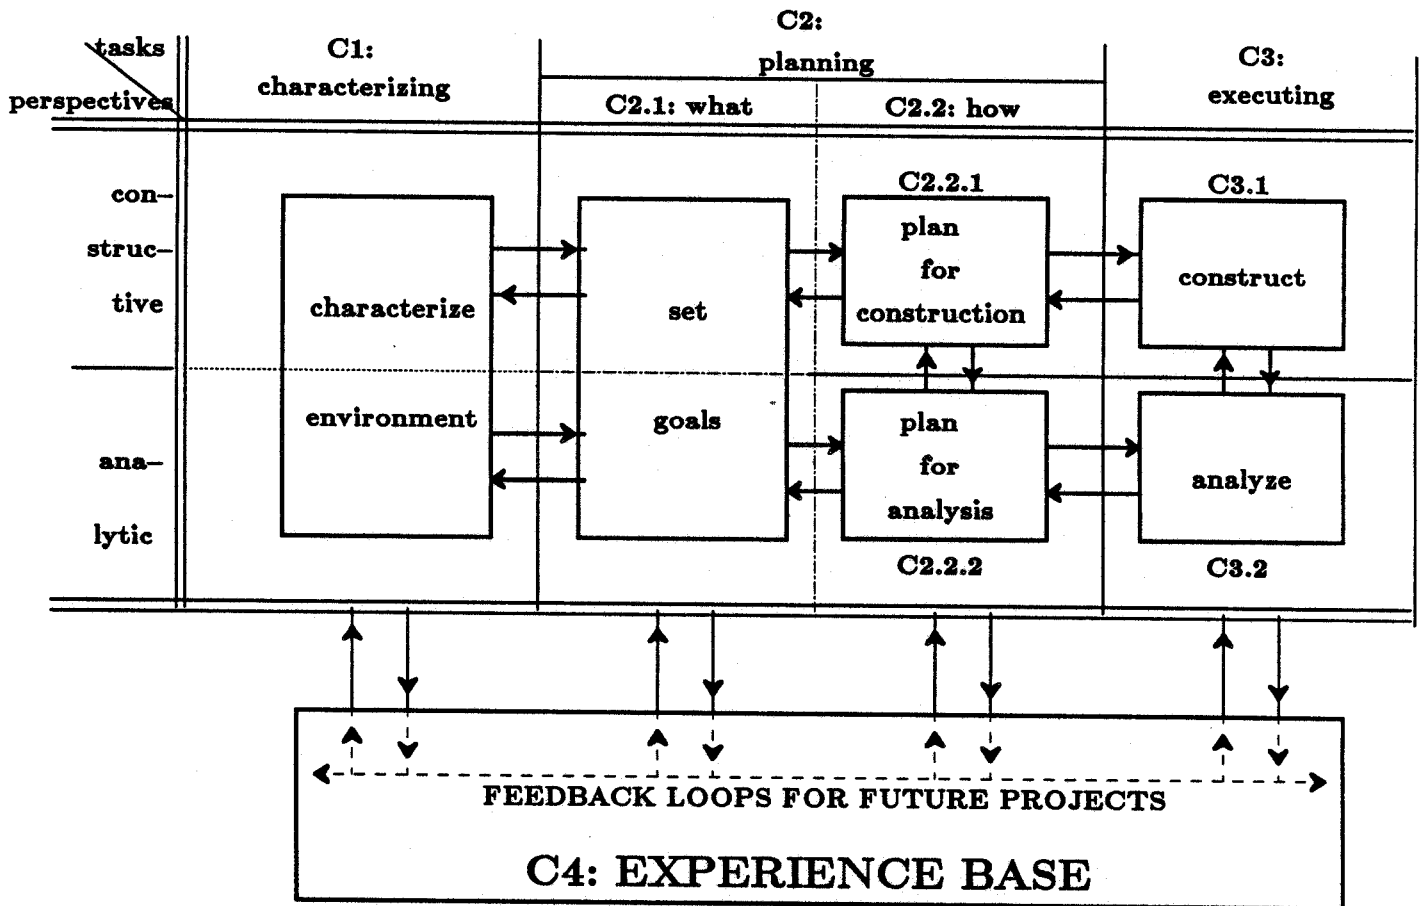 tasks
perspectives
C1:
characterizing
C2:
planning
C2.1: what
C2.2: how
C3:
executing
con–
struc–
tive
ana–
lytic
characterize
environment
set
goals
C2.2.1
plan
for
construction
plan
for
analysis
C2.2.2
C3.1
construct
analyze
C3.2
FEEDBACK LOOPS FOR FUTURE PROJECTS
C4: EXPERIENCE BASE